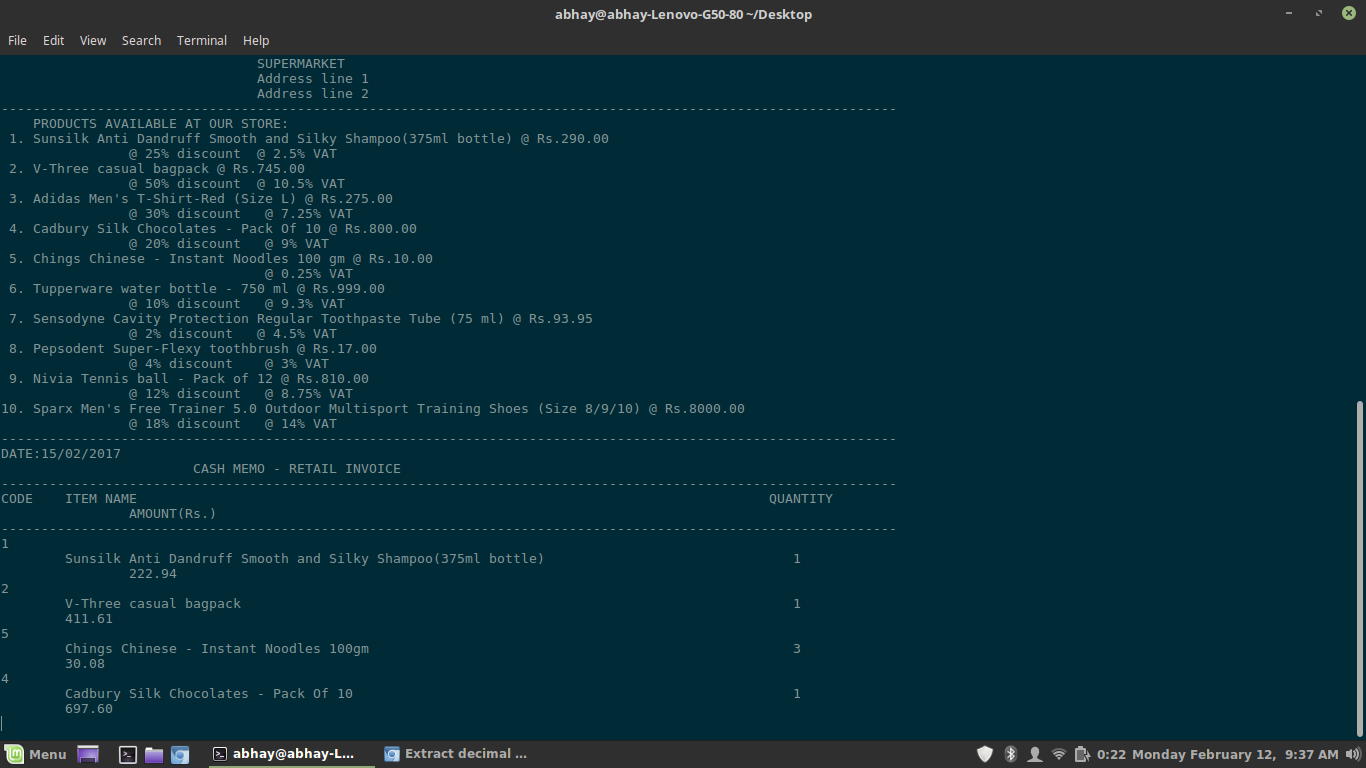 abhay@abhay-Lenovo-G50-80 ~/Desktop
File Edit View Search Terminal Help
SUPERMARKET
Address line 1
Address line 2
----------------------------------------------------------------------------------------------------------------
PRODUCTS AVAILABLE AT OUR STORE:
1. Sunsilk Anti Dandruff Smooth and Silky Shampoo(375ml bottle) @ Rs.290.00
@ 25% discount @ 2.5% VAT
2. V-Three casual bagpack @ Rs.745.00
@ 50% discount @ 10.5% VAT
3. Adidas Men's T-Shirt-Red (Size L) @ Rs.275.00
@ 30% discount @ 7.25% VAT
4. Cadbury Silk Chocolates - Pack Of 10 @ Rs.800.00
@ 20% discount @ 9% VAT
5. Chings Chinese - Instant Noodles 100 gm @ Rs.10.00
@ 0.25% VAT
6. Tupperware water bottle - 750 ml @ Rs.999.00
@ 10% discount @ 9.3% VAT
7. Sensodyne Cavity Protection Regular Toothpaste Tube (75 ml) @ Rs.93.95
@ 2% discount @ 4.5% VAT
8. Pepsodent Super-Flexy toothbrush @ Rs.17.00
@ 4% discount @ 3% VAT
9. Nivia Tennis ball - Pack of 12 @ Rs.810.00
@ 12% discount @ 8.75% VAT
10. Sparx Men's Free Trainer 5.0 Outdoor Multisport Training Shoes (Size 8/9/10) @ Rs.8000.00
@ 18% discount @ 14% VAT
----------------------------------------------------------------------------------------------------------------
DATE:15/02/2017
CASH MEMO - RETAIL INVOICE
----------------------------------------------------------------------------------------------------------------
CODE ITEM NAME QUANTITY
AMOUNT(Rs.)
----------------------------------------------------------------------------------------------------------------
1
Sunsilk Anti Dandruff Smooth and Silky Shampoo(375ml bottle) 1
222.94
2
V-Three casual bagpack 1
411.61
5
Chings Chinese - Instant Noodles 100gm 3
30.08
4
Cadbury Silk Chocolates - Pack Of 10 1
697.60
Menu abhay@abhay-L... Extract decimal ... 0:22 Monday February 12, 9:37 AM